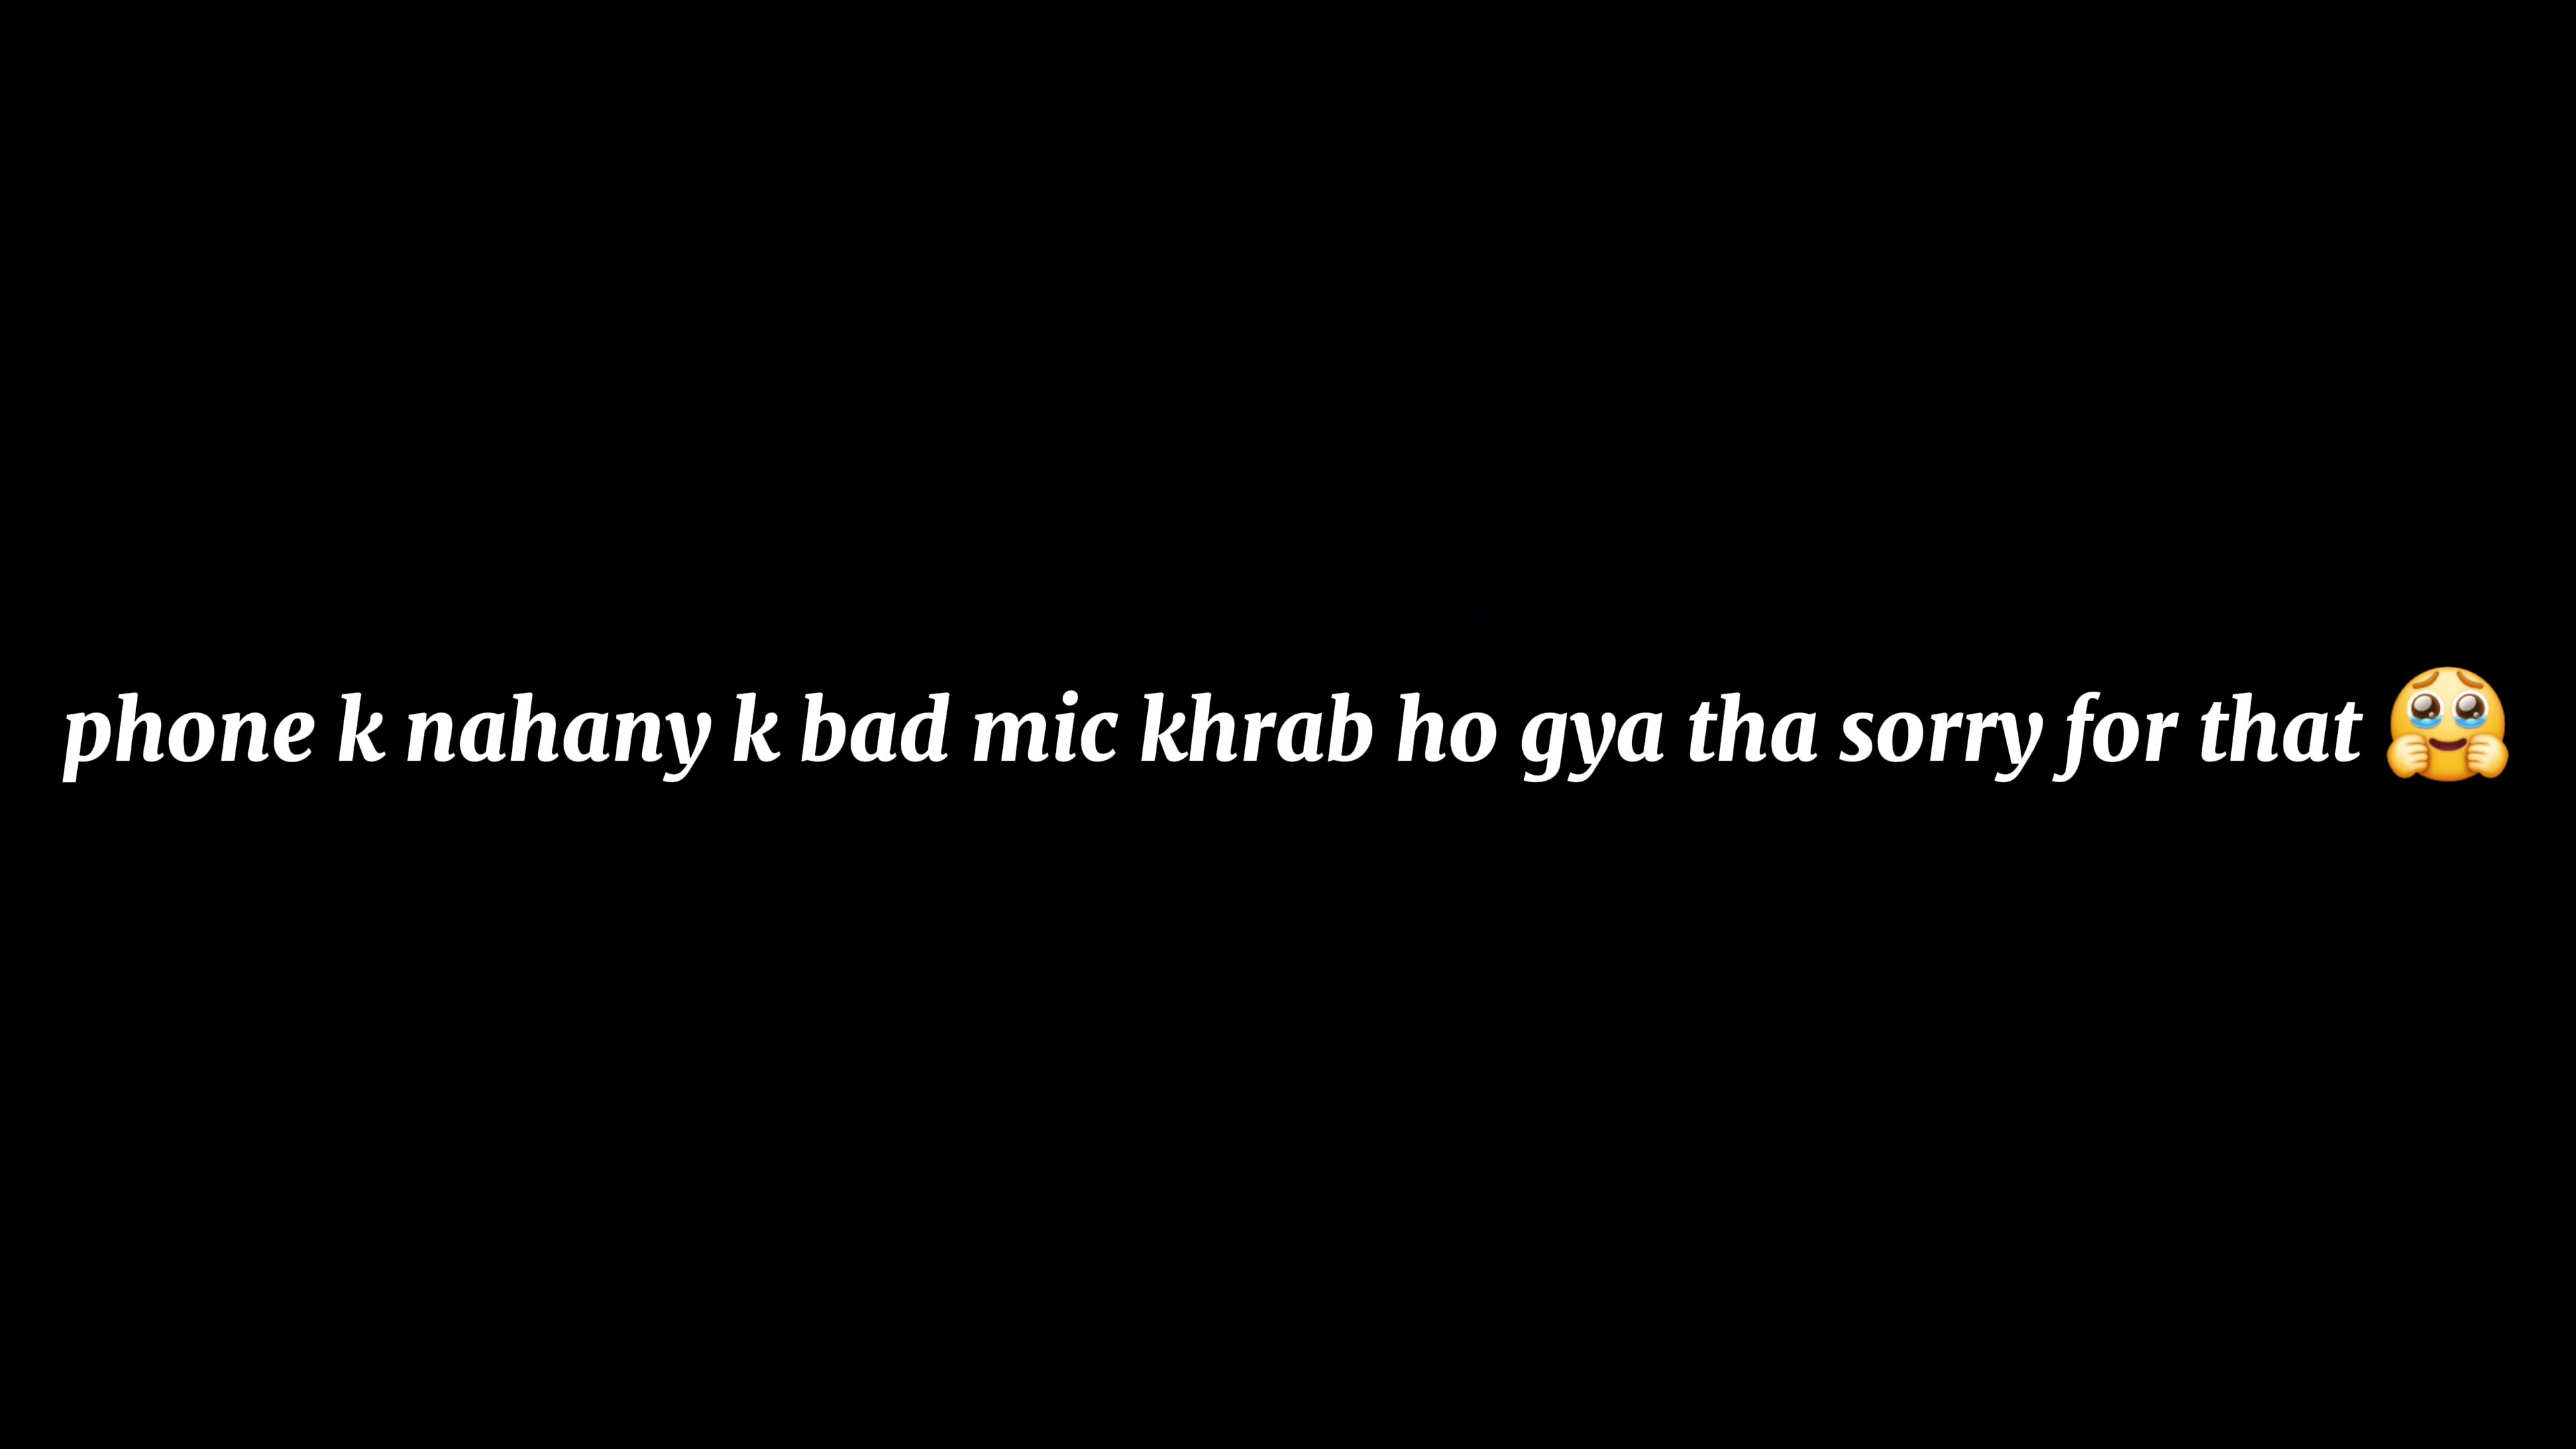 phone k nahany k bad mic khrab ho gya tha sorry for that 🥹